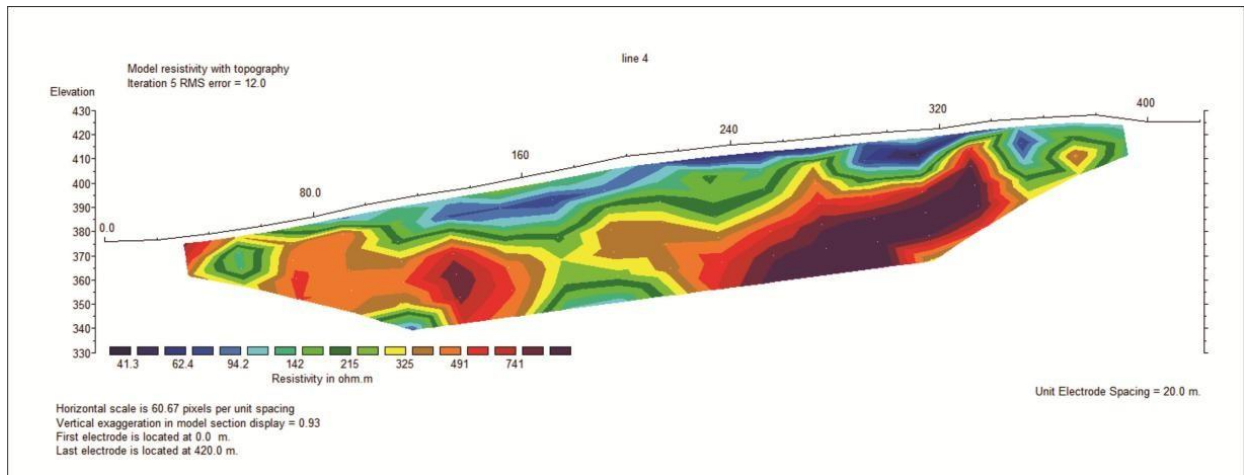 line 4
Model resistivity with topography
Iteration 5 RMS error = 12.0
Elevation
430
420
410
400
390
380
370
360
350
340
330
0.0
80.0
160
240
320
400
41.3 62.4 94.2 142 215 325 491 741
Resistivity in ohm.m
Unit Electrode Spacing = 20.0 m.
Horizontal scale is 60.67 pixels per unit spacing
Vertical exaggeration in model section display = 0.93
First electrode is located at 0.0 m.
Last electrode is located at 420.0 m.